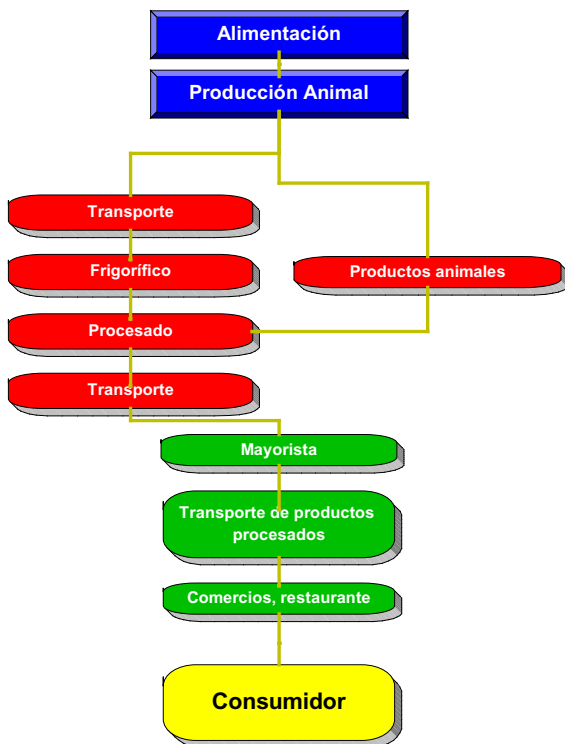 Alimentación
Producción Animal
Transporte
Frigorífico
Productos animales
Procesado
Transporte
Mayorista
Transporte de productos
procesados
Comercios, restaurante
Consumidor